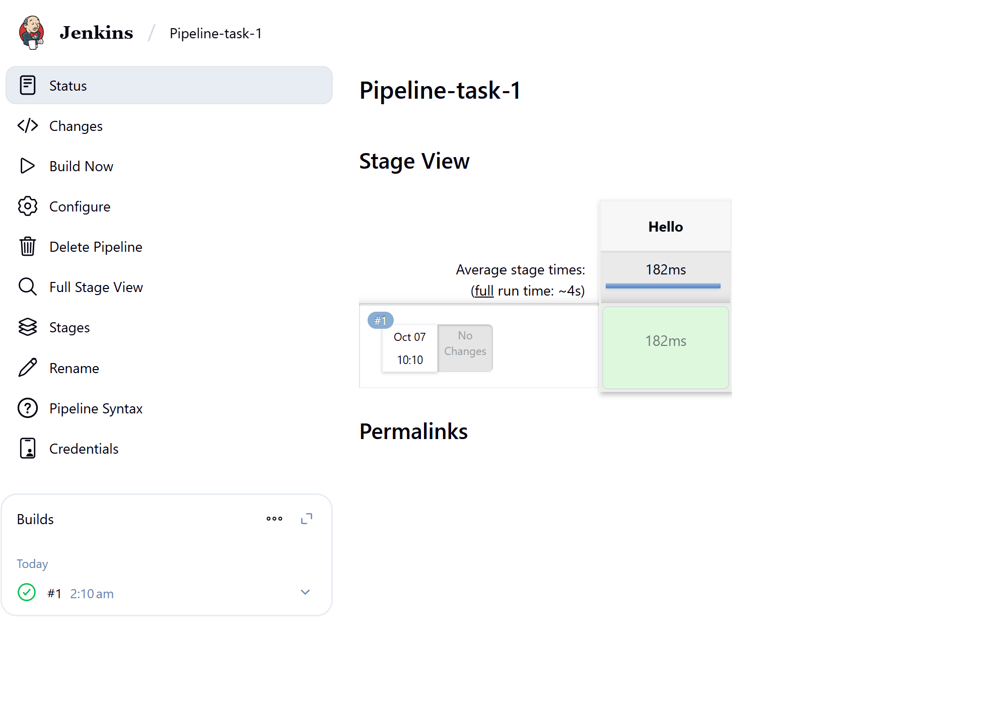 Jenkins / Pipeline-task-1
Status
Changes
Build Now
Configure
Delete Pipeline
Full Stage View
Stages
Rename
Pipeline Syntax
Credentials
Builds
Today
#1 2:10 am
Pipeline-task-1
Stage View
Hello
Average stage times:
182ms
(full run time: ~4s)
#1
Oct 07
10:10
No
Changes
182ms
Permalinks